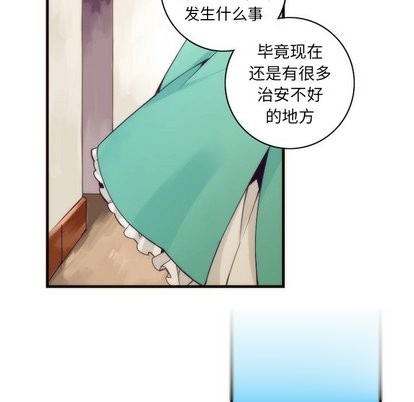 发生什么事
毕竟现在
还是有很多
治安不好
的地方